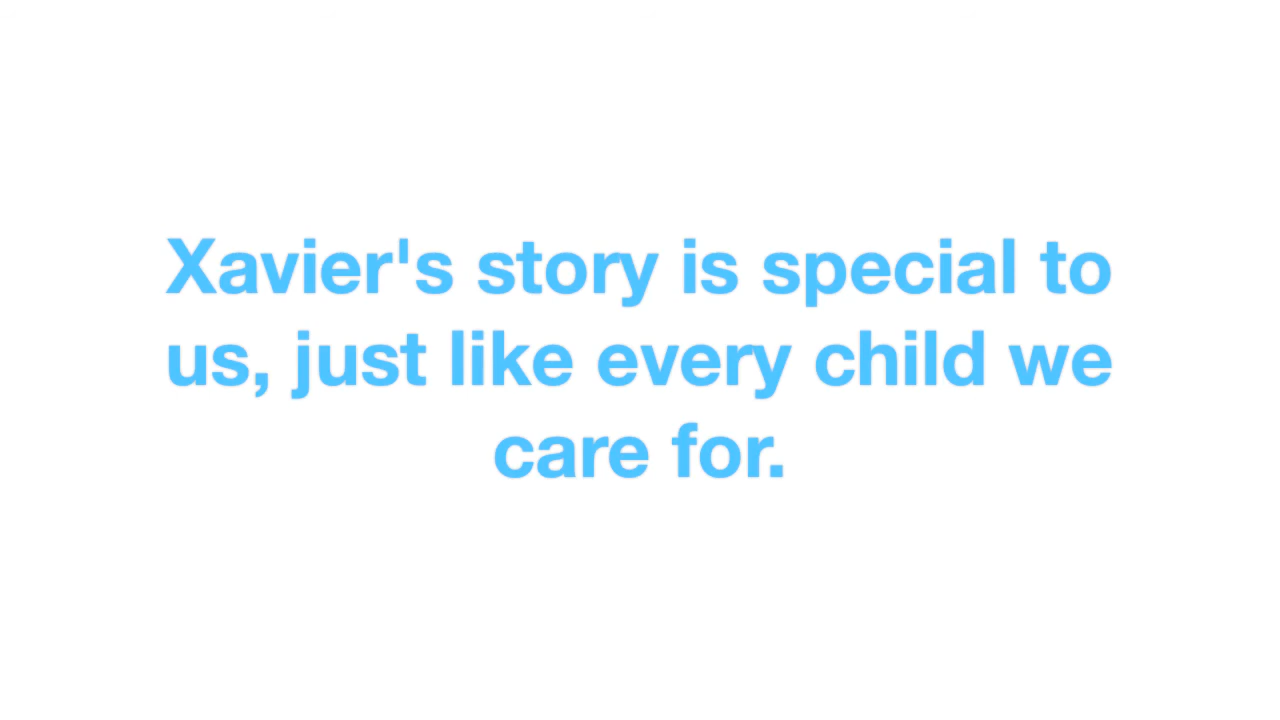 Xavier's story is special to
us, just like every child we
care for.